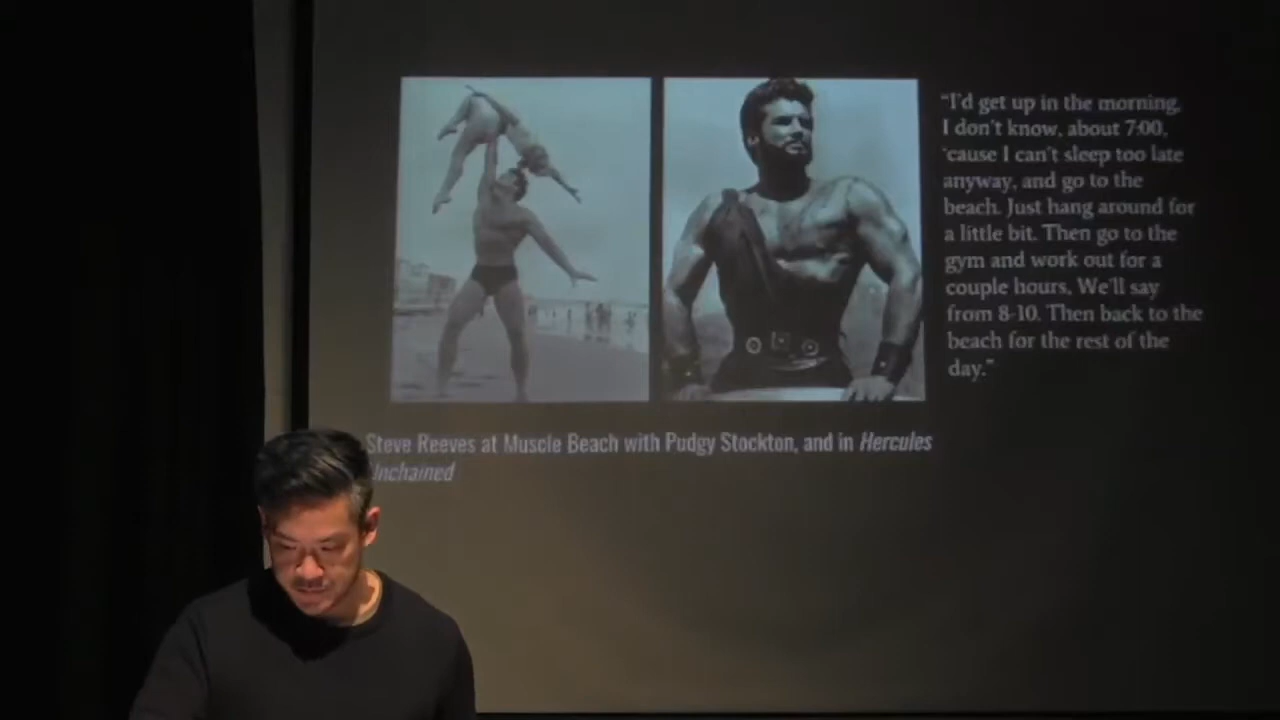 “I’d get up in the morning,
I don’t know, about 7:00,
‘cause I can’t sleep too late
anyway, and go to the
beach. Just hang around for
a little bit. Then go to the
gym and work out for a
couple hours, We’ll say
from 8-10. Then back to the
beach for the rest of the
day.”
Steve Reeves at Muscle Beach with Pudgy Stockton, and in Hercules
Unchained